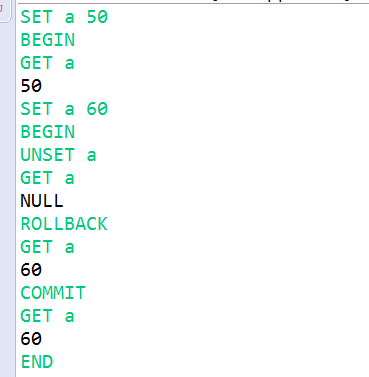 SET a 50
BEGIN
GET a
50
SET a 60
BEGIN
UNSET a
GET a
NULL
ROLLBACK
GET a
60
COMMIT
GET a
60
END